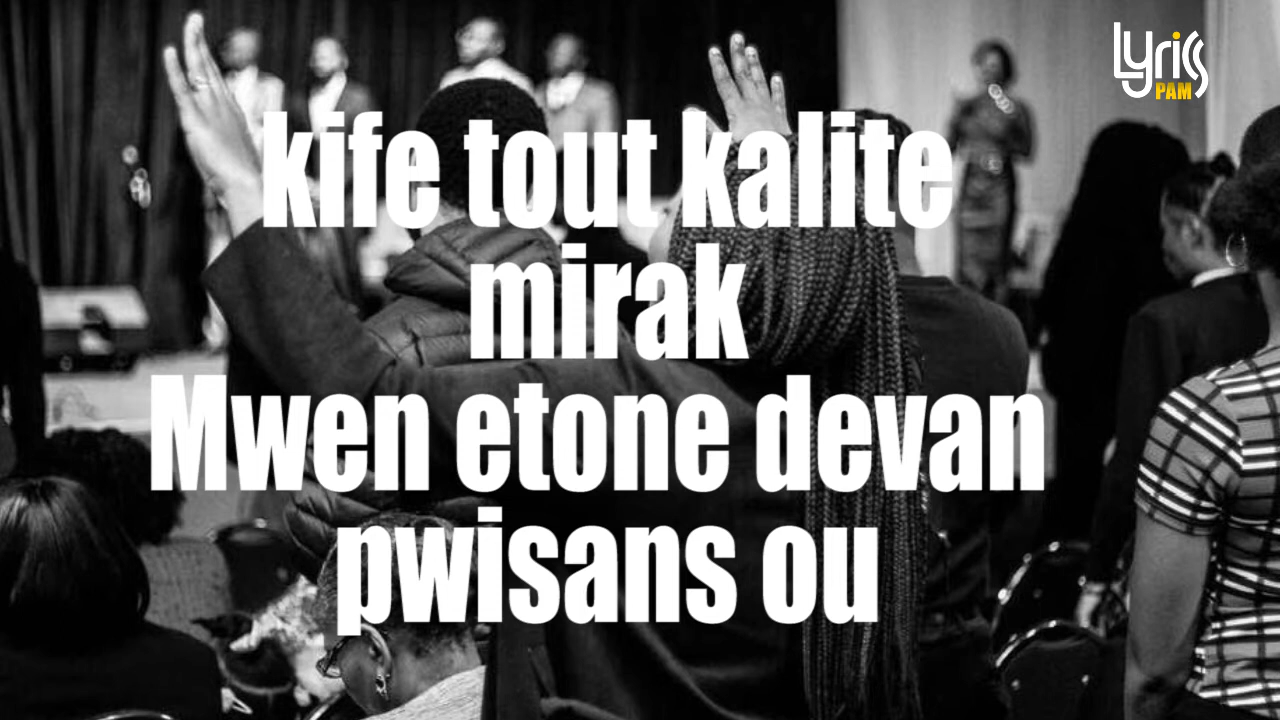 Lyrics
PAM
kife tout kalite
mirak
Mwen etone devan
pwisans ou